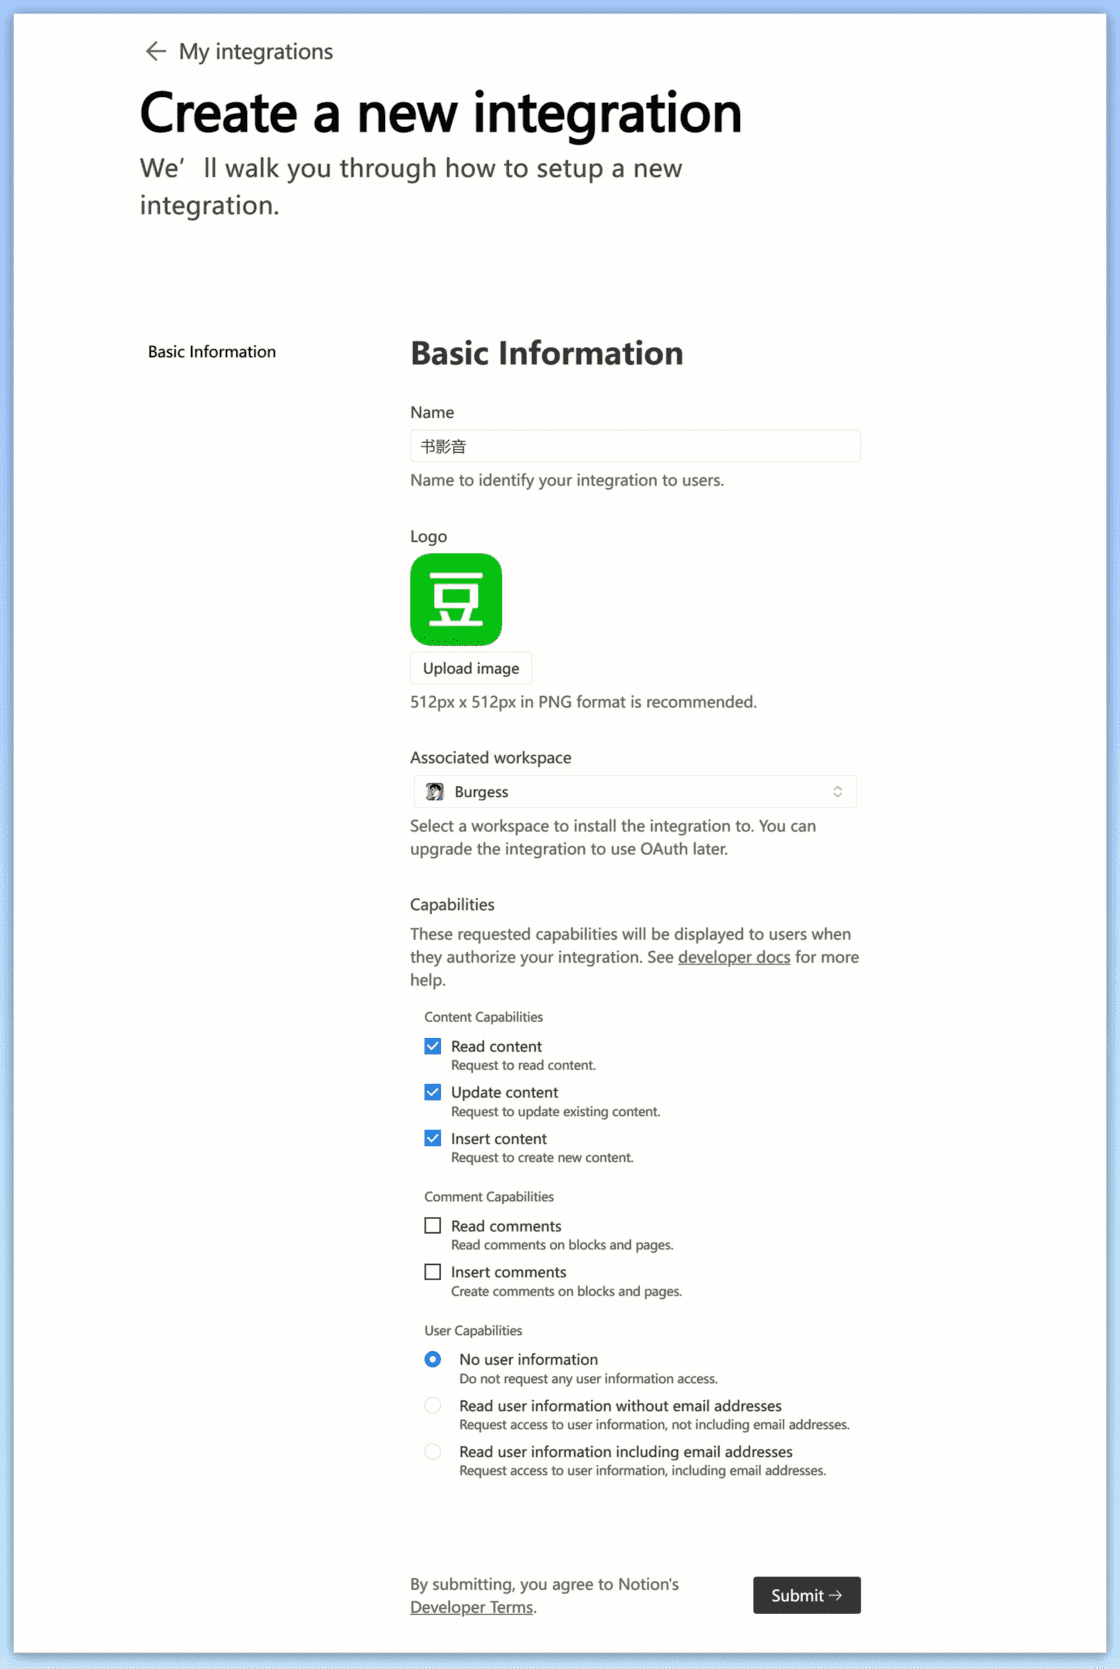 My integrations
Create a new integration
We’ ll walk you through how to setup a new
integration.
Basic Information
Basic Information
Name
书影音
Name to identify your integration to users.
Logo
豆
Upload image
512px x 512px in PNG format is recommended.
Associated workspace
Burgess
Select a workspace to install the integration to. You can
upgrade the integration to use OAuth later.
Capabilities
These requested capabilities will be displayed to users when
they authorize your integration. See developer docs for more
help.
Content Capabilities
Read content
Request to read content.
Update content
Request to update existing content.
Insert content
Request to create new content.
Comment Capabilities
Read comments
Read comments on blocks and pages.
Insert comments
Create comments on blocks and pages.
User Capabilities
No user information
Do not request any user information access.
Read user information without email addresses
Request access to user information, not including email addresses.
Read user information including email addresses
Request access to user information, including email addresses.
By submitting, you agree to Notion's
Developer Terms.
Submit →